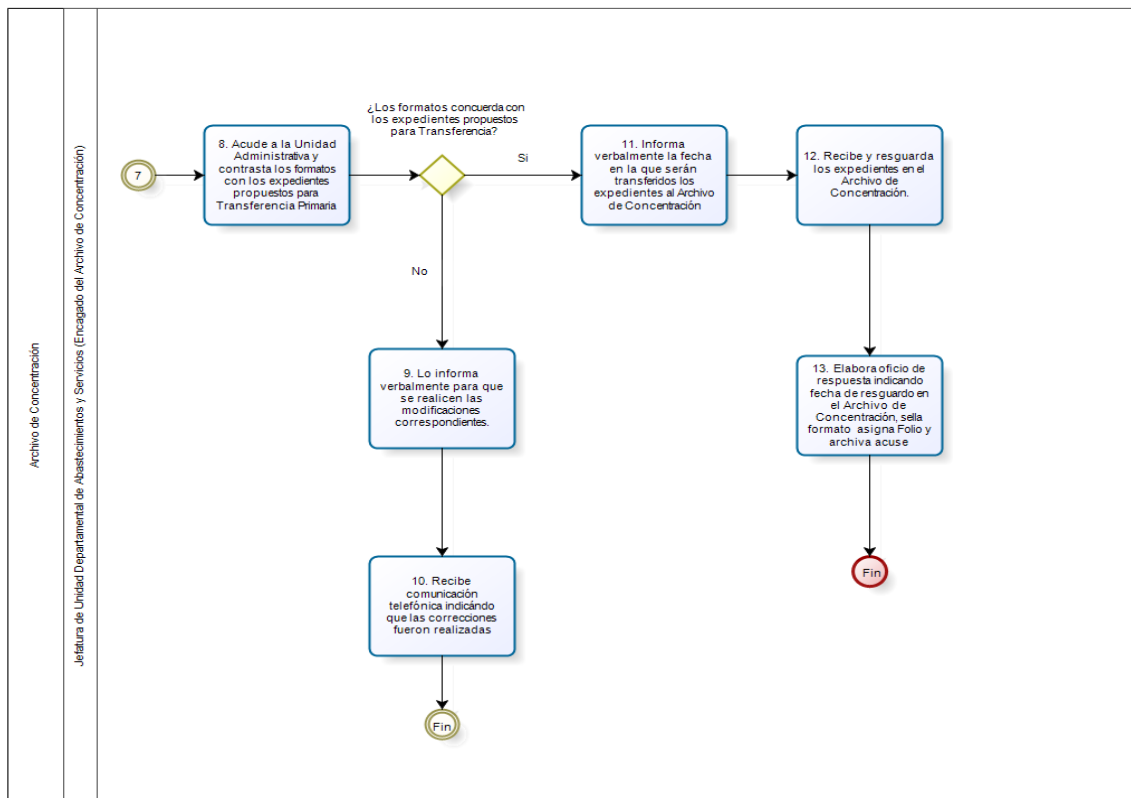 Archivo de Concentración
Jefatura de Unidad Departamental de Abastecimientos y Servicios (Encagado del Archivo de Concentración)
7
8. Acude a la Unidad
Administrativa y
contrasta los formatos
con los expedientes
propuestos para
Transferencia Primaria
¿Los formatos concuerda con
los expedientes propuestos
para Transferencia?
Si
No
11. Informa
verbalmente la fecha
en la que serán
transferidos los
expedientes al Archivo
de Concentración
12. Recibe y resguarda
los expedientes en el
Archivo de
Concentración.
9. Lo informa
verbalmente para que
se realicen las
modificaciones
correspondientes.
13. Elabora oficio de
respuesta indicando
fecha de resguardo en
el Archivo de
Concentración, sella
formato asigna Folio y
archiva acuse
10. Recibe
comunicación
telefónica indicándo
que las correcciones
fueron realizadas
Fin
Fin